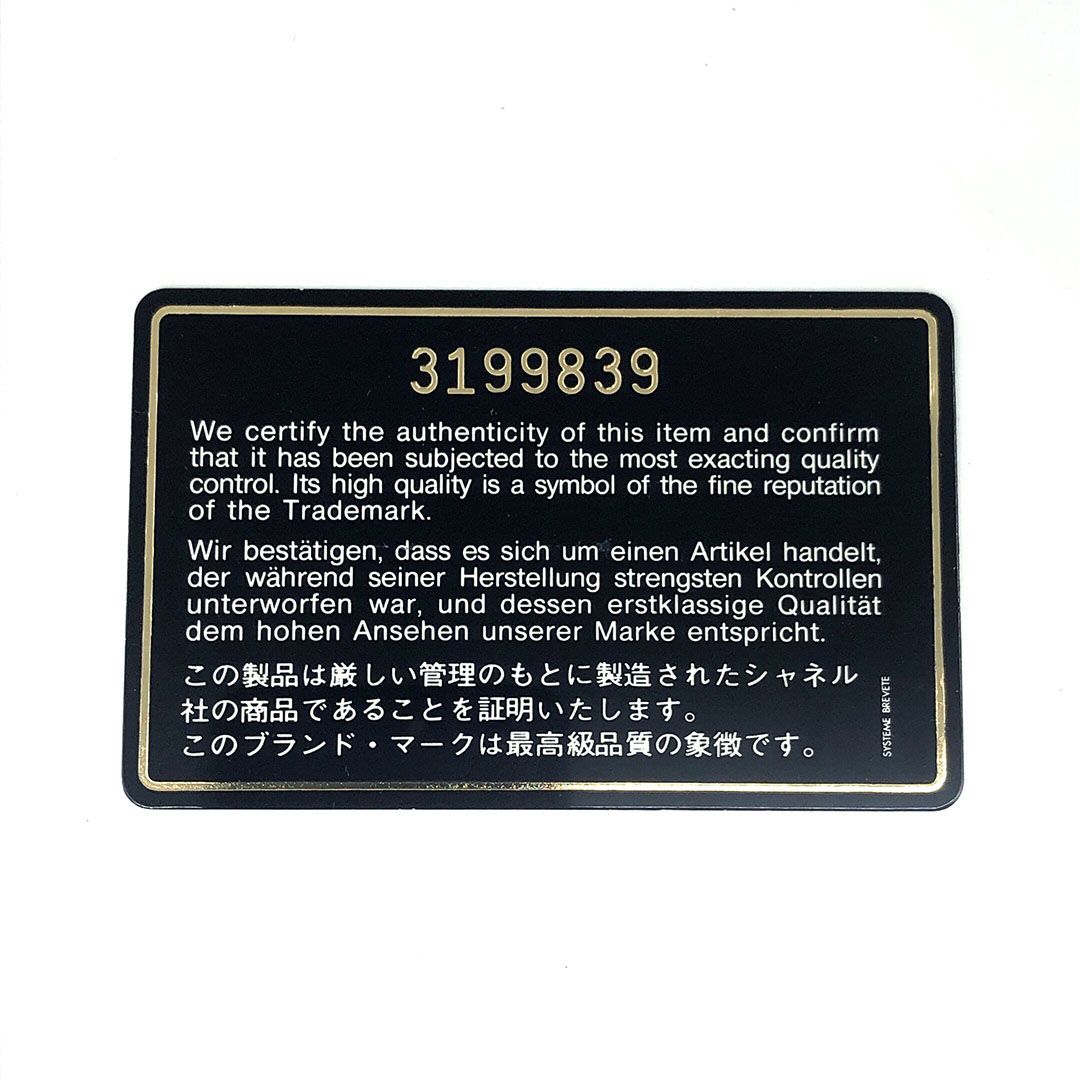 3199839
We certify the authenticity of this item and confirm
that it has been subjected to the most exacting quality
control. Its high quality is a symbol of the fine reputation
of the Trademark.
Wir bestätigen, dass es sich um einen Artikel handelt,
der während seiner Herstellung strengsten Kontrollen
unterworfen war, und dessen erstklassige Qualität
dem hohen Ansehen unserer Marke entspricht.
この製品は厳しい管理のもとに製造されたシャネル
社の商品であることを証明いたします。
このブランド・マークは最高級品質の象徴です。
SYSTEME BREVETE